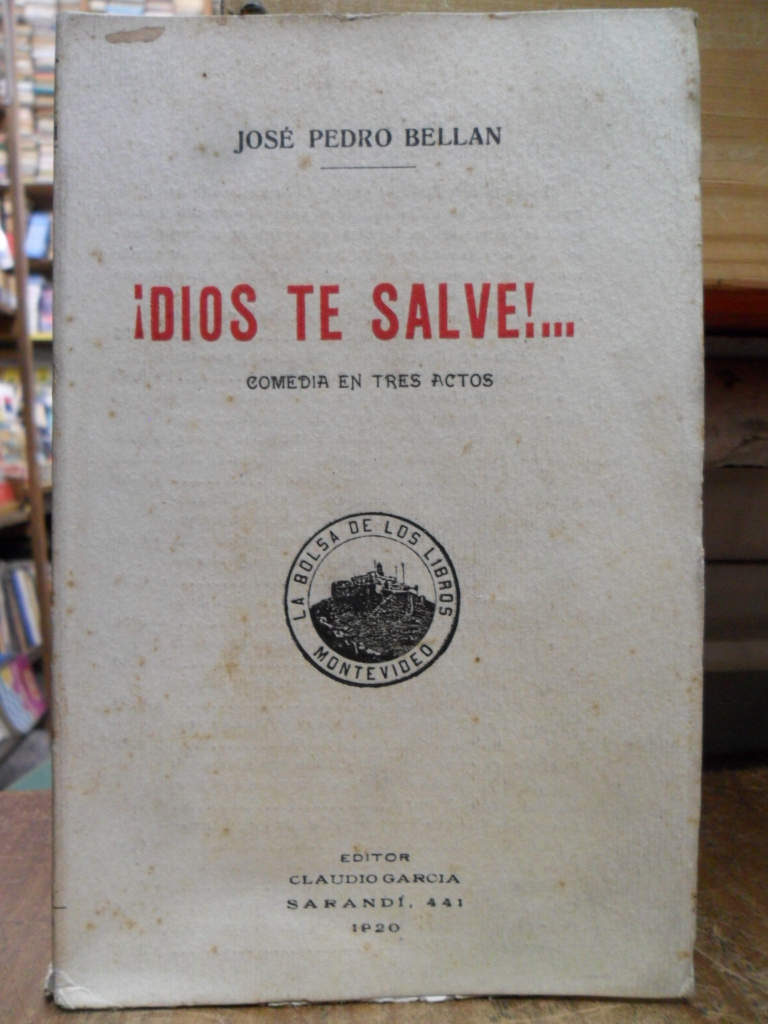 JOSÉ PEDRO BELLAN
¡DIOS TE SALVE!...
COMEDIA EN TRES ACTOS
LA BOLSA DE LOS LIBROS
MONTEVIDEO
EDITOR
CLAUDIO GARCIA
SARANDÍ, 441
1920